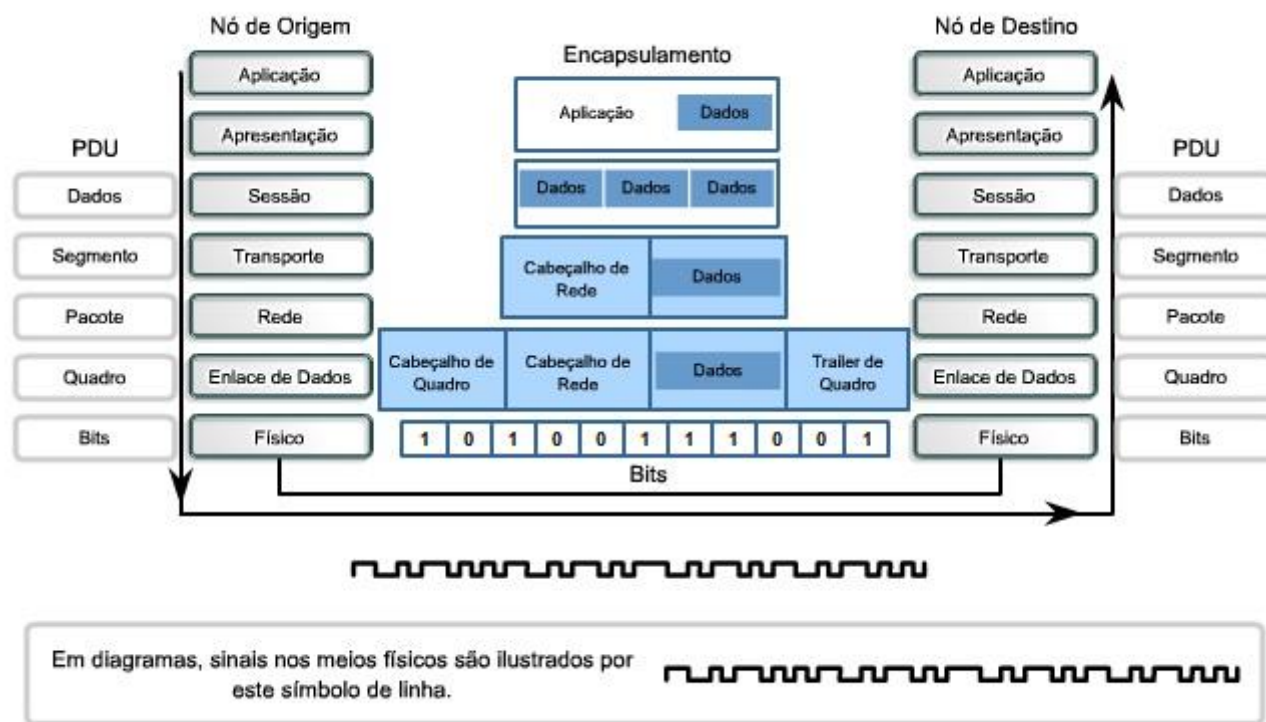 Nó de Origem
Nó de Destino
Encapsulamento
Aplicação
Aplicação
Dados
Aplicação
Apresentação
Apresentação
PDU
PDU
Dados
Sessão
Dados
Dados
Dados
Sessão
Dados
Segmento
Transporte
Cabeçalho de
Rede
Dados
Transporte
Segmento
Pacote
Rede
Rede
Pacote
Quadro
Enlace de Dados
Cabeçalho de
Quadro
Cabeçalho de
Rede
Dados
Trailer de
Quadro
Enlace de Dados
Quadro
Bits
Físico
1 0 1 0 0 1 1 1 0 0 1
Físico
Bits
Bits
Em diagramas, sinais nos meios físicos são ilustrados por
este símbolo de linha.